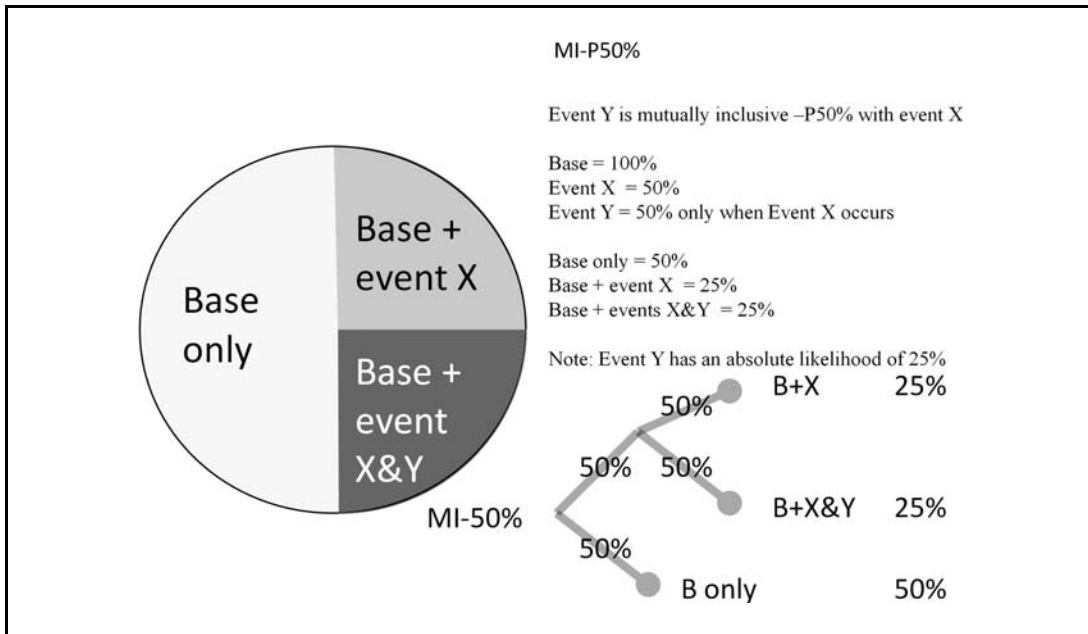 MI-P50%
Event Y is mutually inclusive –P50% with event X
Base = 100%
Event X  = 50%
Event Y = 50% only when Event X occurs
Base only = 50%
Base + event X  = 25%
Base + events X&Y  = 25%
Note: Event Y has an absolute likelihood of 25%
Base
only
Base +
event X
Base +
event
X&Y
MI-50%
50%
50%
50%
50%
B+X 25%
B+X&Y 25%
B only 50%